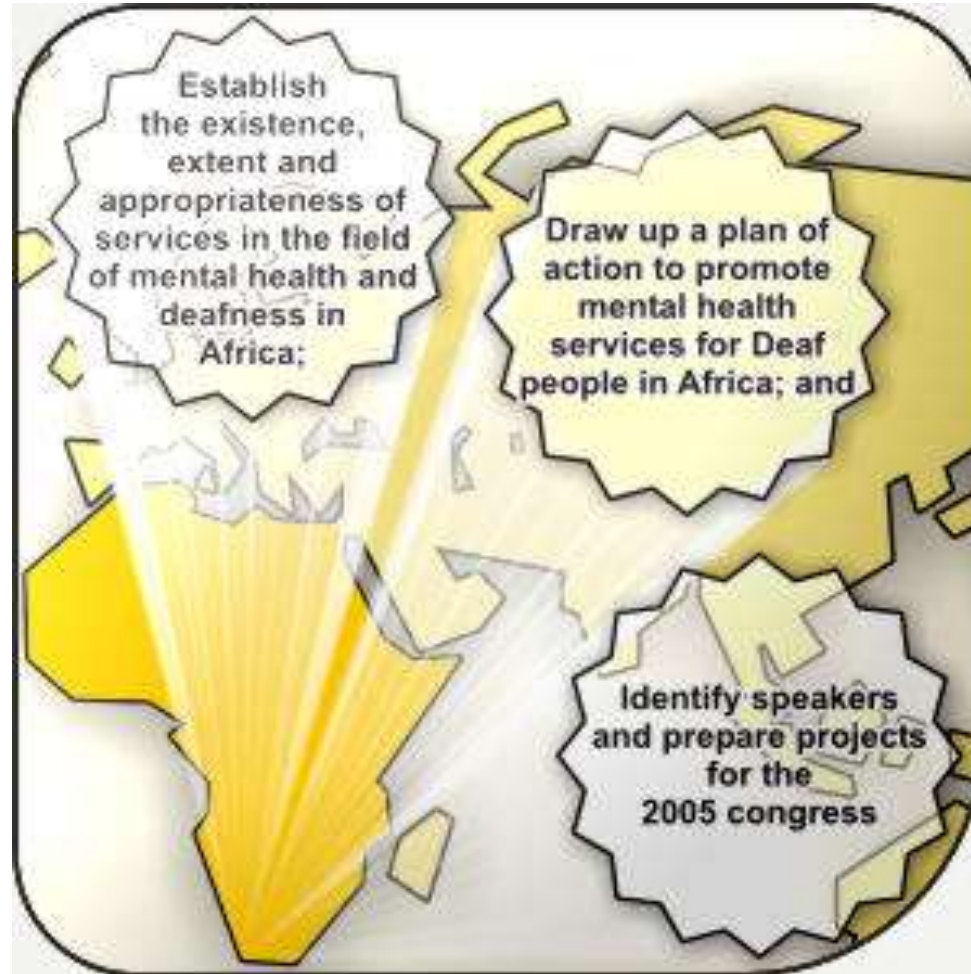 Establish
the existence,
extent and
appropriateness of
services in the field
of mental health and
deafness in
Africa;
Draw up a plan of
action to promote
mental health
services for Deaf
people in Africa; and
Identify speakers
and prepare projects
for the
2005 congress